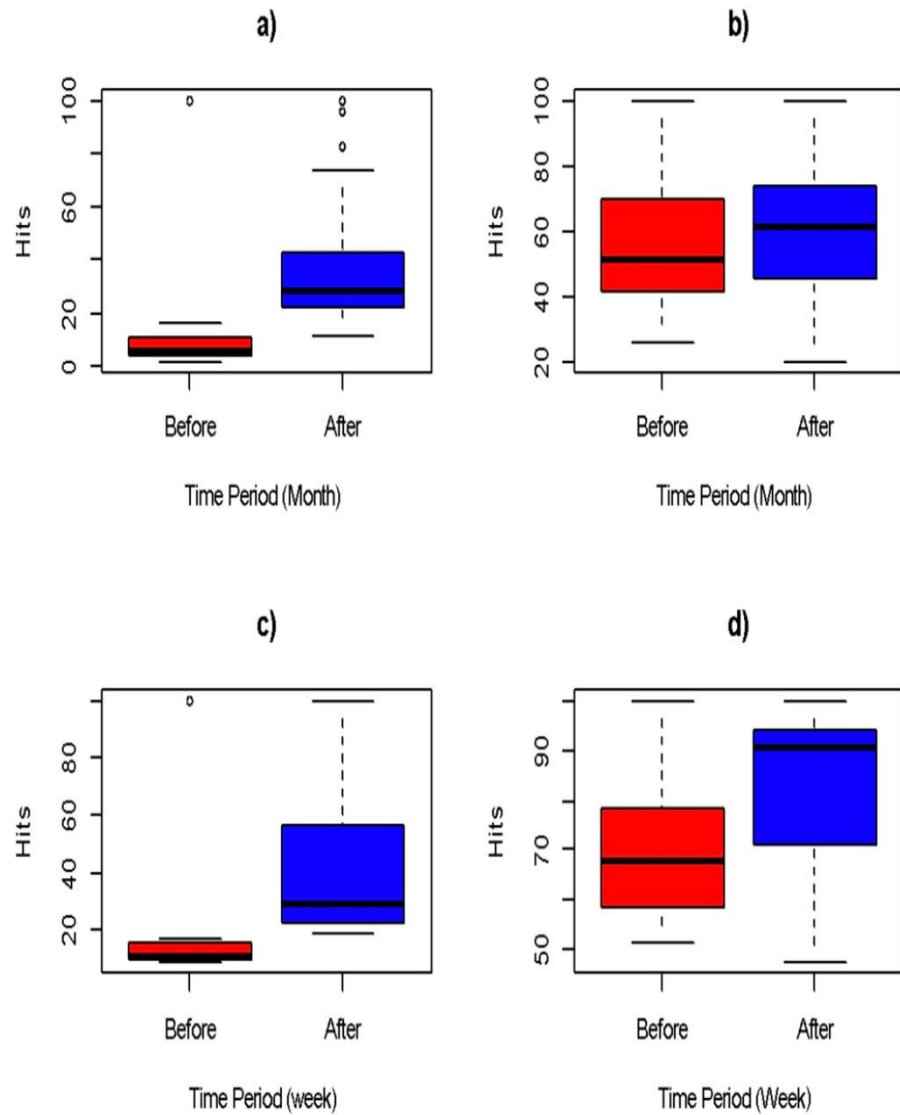 a)
Hits
100
60
20
0
Before
After
Time Period (Month)
b)
Hits
100
80
60
40
20
Before
After
Time Period (Month)
c)
Hits
80
60
40
20
Before
After
Time Period (week)
d)
Hits
90
70
50
Before
After
Time Period (Week)